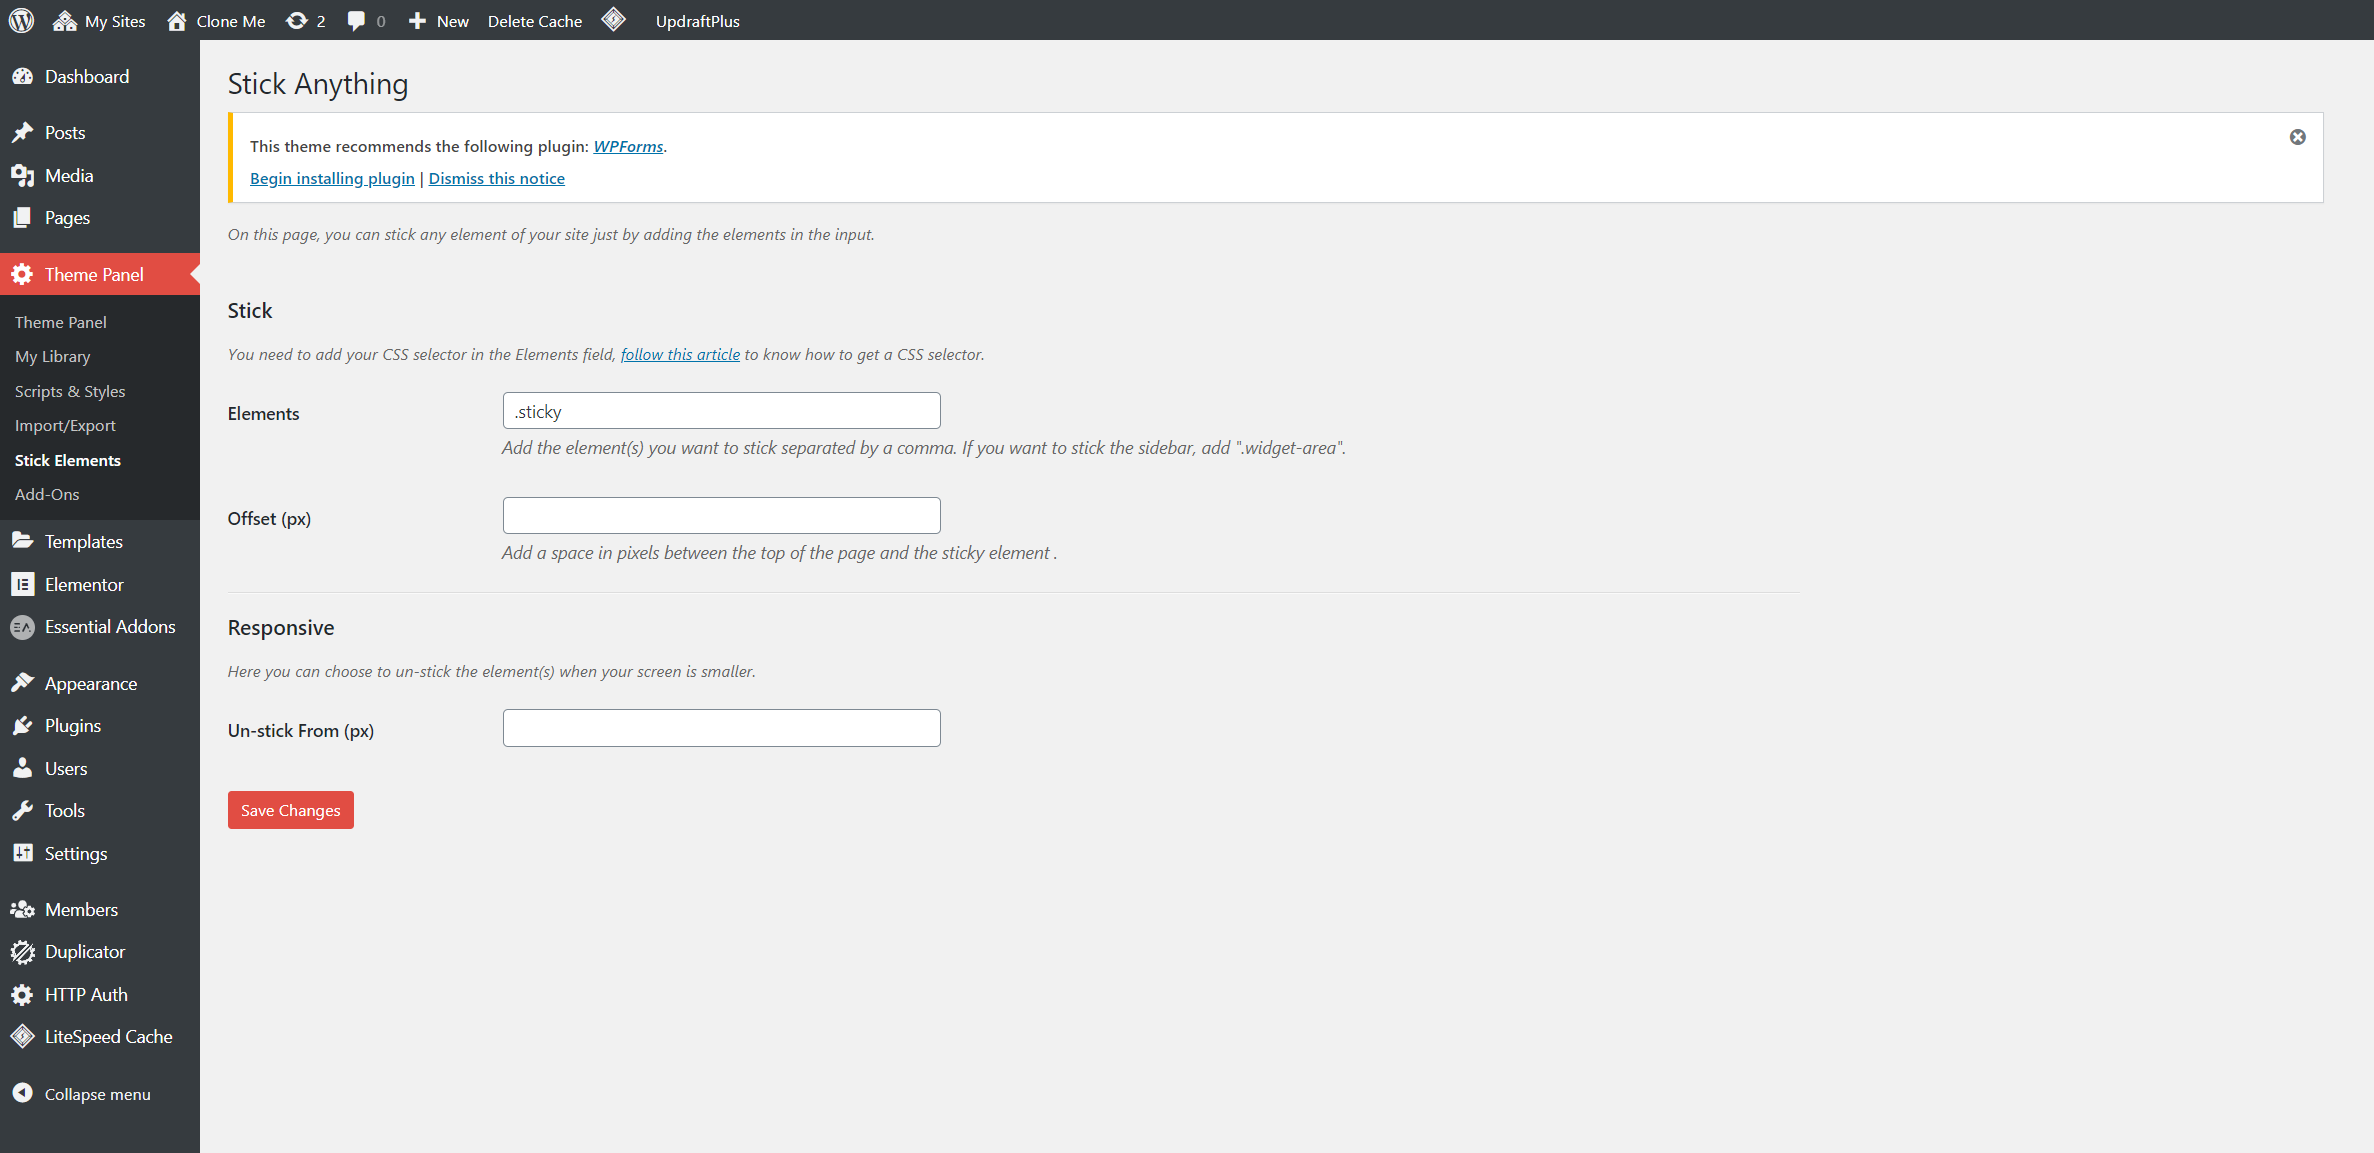 My Sites Clone Me 2 0 New Delete Cache UpdraftPlus
Dashboard
Posts
Media
Pages
Theme Panel
Theme Panel
My Library
Scripts & Styles
Import/Export
Stick Elements
Add-Ons
Templates
Elementor
Essential Addons
Appearance
Plugins
Users
Tools
Settings
Members
Duplicator
HTTP Auth
LiteSpeed Cache
Collapse menu
Stick Anything
This theme recommends the following plugin: WPForms.
Begin installing plugin | Dismiss this notice
On this page, you can stick any element of your site just by adding the elements in the input.
Stick
You need to add your CSS selector in the Elements field, follow this article to know how to get a CSS selector.
Elements
.sticky
Add the element(s) you want to stick separated by a comma. If you want to stick the sidebar, add ".widget-area".
Offset (px)
Add a space in pixels between the top of the page and the sticky element .
Responsive
Here you can choose to un-stick the element(s) when your screen is smaller.
Un-stick From (px)
Save Changes